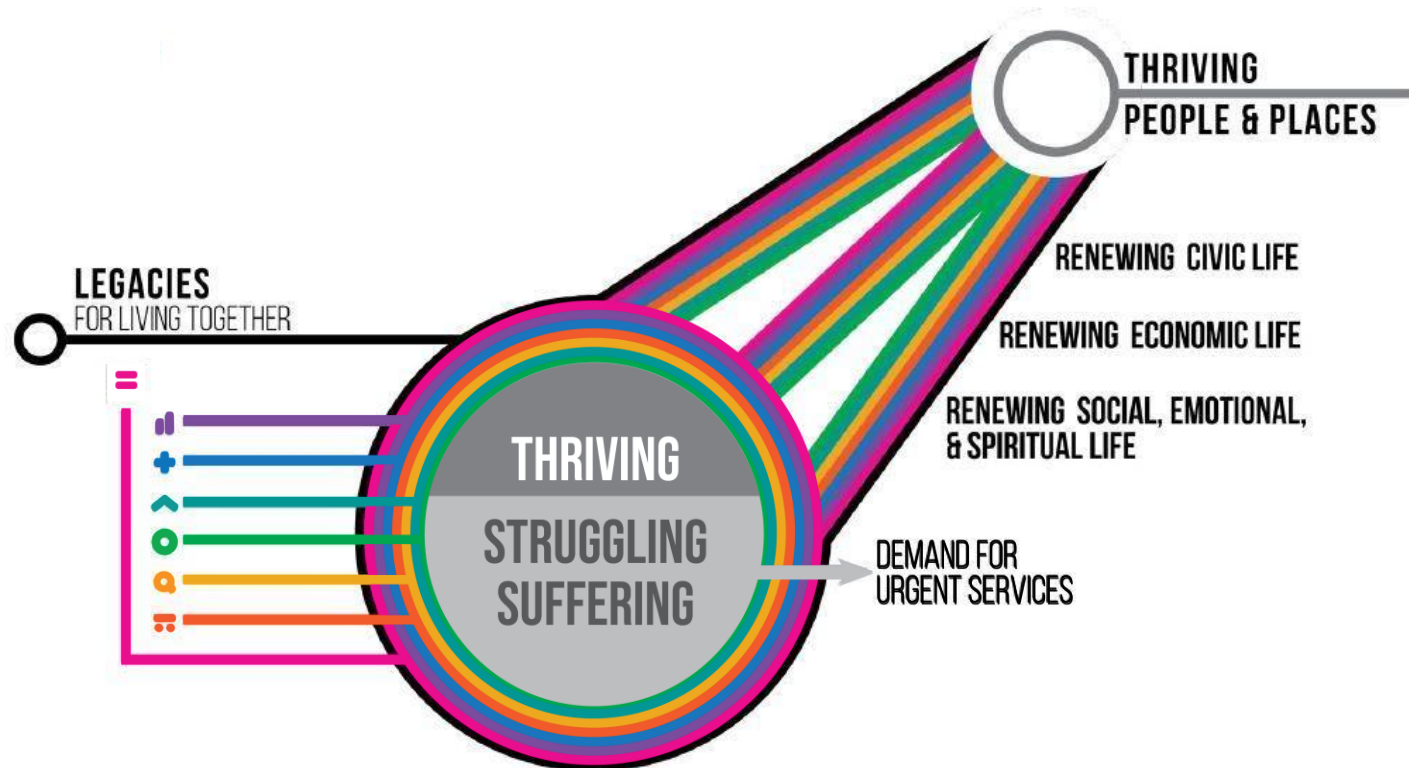 THRIVING
PEOPLE & PLACES
RENEWING CIVIC LIFE
LEGACIES
FOR LIVING TOGETHER
RENEWING ECONOMIC LIFE
RENEWING SOCIAL, EMOTIONAL,
& SPIRITUAL LIFE
THRIVING
STRUGGLING
SUFFERING
DEMAND FOR
URGENT SERVICES